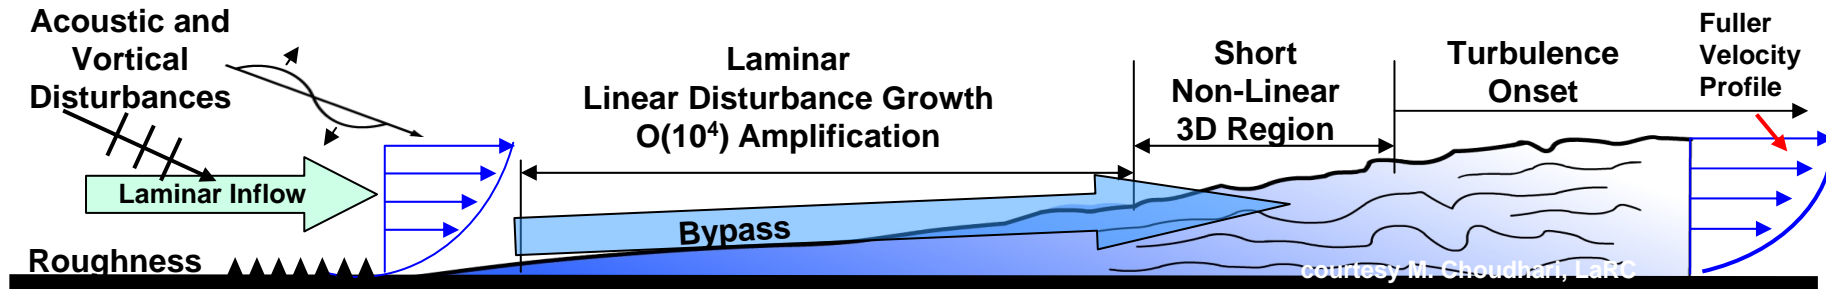 Acoustic and
Vortical
Disturbances
Laminar Inflow
Roughness
Laminar
Linear Disturbance Growth
O(10⁴) Amplification
Bypass
Short
Non-Linear
3D Region
Turbulence
Onset
Fuller
Velocity
Profile
courtesy M. Choudhari, LaRC